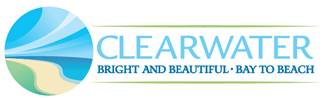 CLEARWATER
BRIGHT AND BEAUTIFUL · BAY TO BEACH